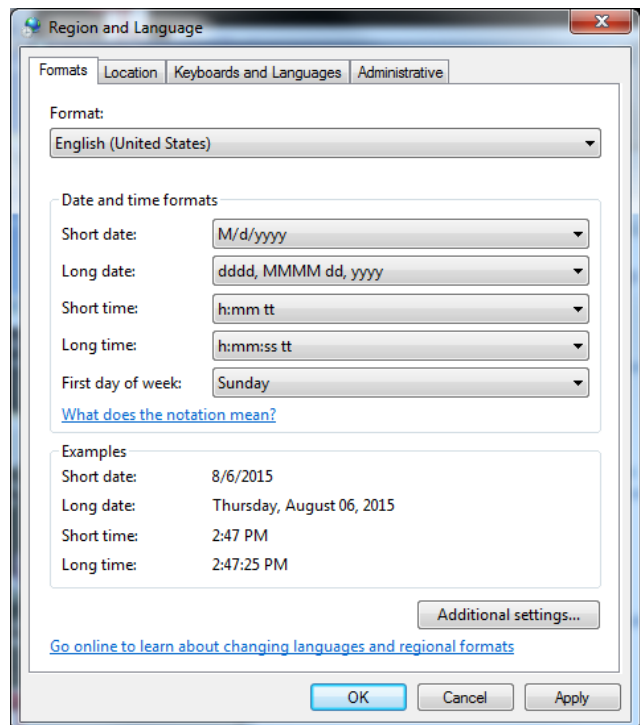 Region and Language
Formats Location Keyboards and Languages Administrative
Format:
English (United States)
Date and time formats
Short date: M/d/yyyy
Long date: dddd, MMMM dd, yyyy
Short time: h:mm tt
Long time: h:mm:ss tt
First day of week: Sunday
What does the notation mean?
Examples
Short date: 8/6/2015
Long date: Thursday, August 06, 2015
Short time: 2:47 PM
Long time: 2:47:25 PM
Additional settings...
Go online to learn about changing languages and regional formats
OK Cancel Apply